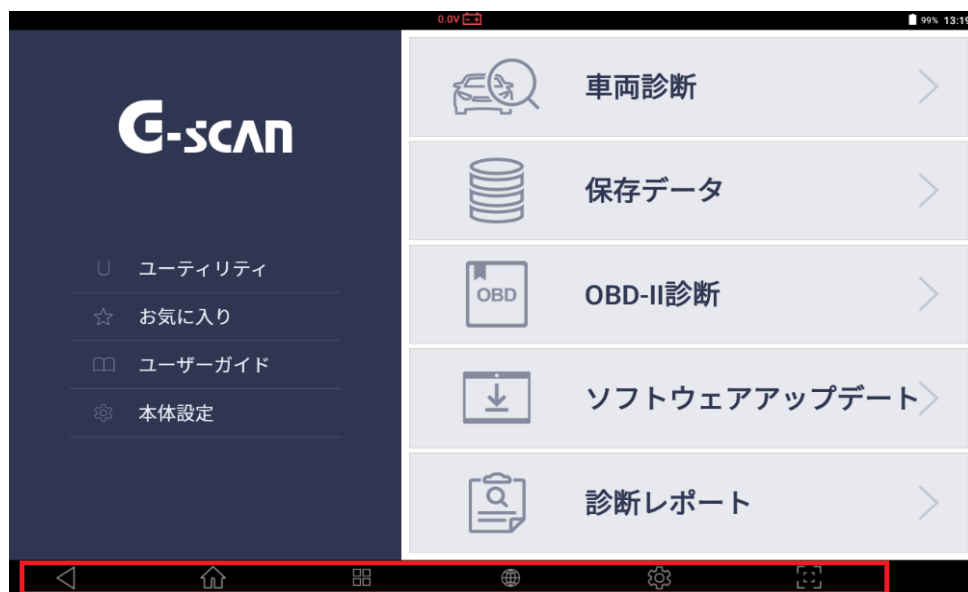 0.0V
99% 13:19
G-scan
ユーティリティ
お気に入り
ユーザーガイド
本体設定
車両診断
保存データ
OBD
OBD-II診断
ソフトウェアアップデート
診断レポート